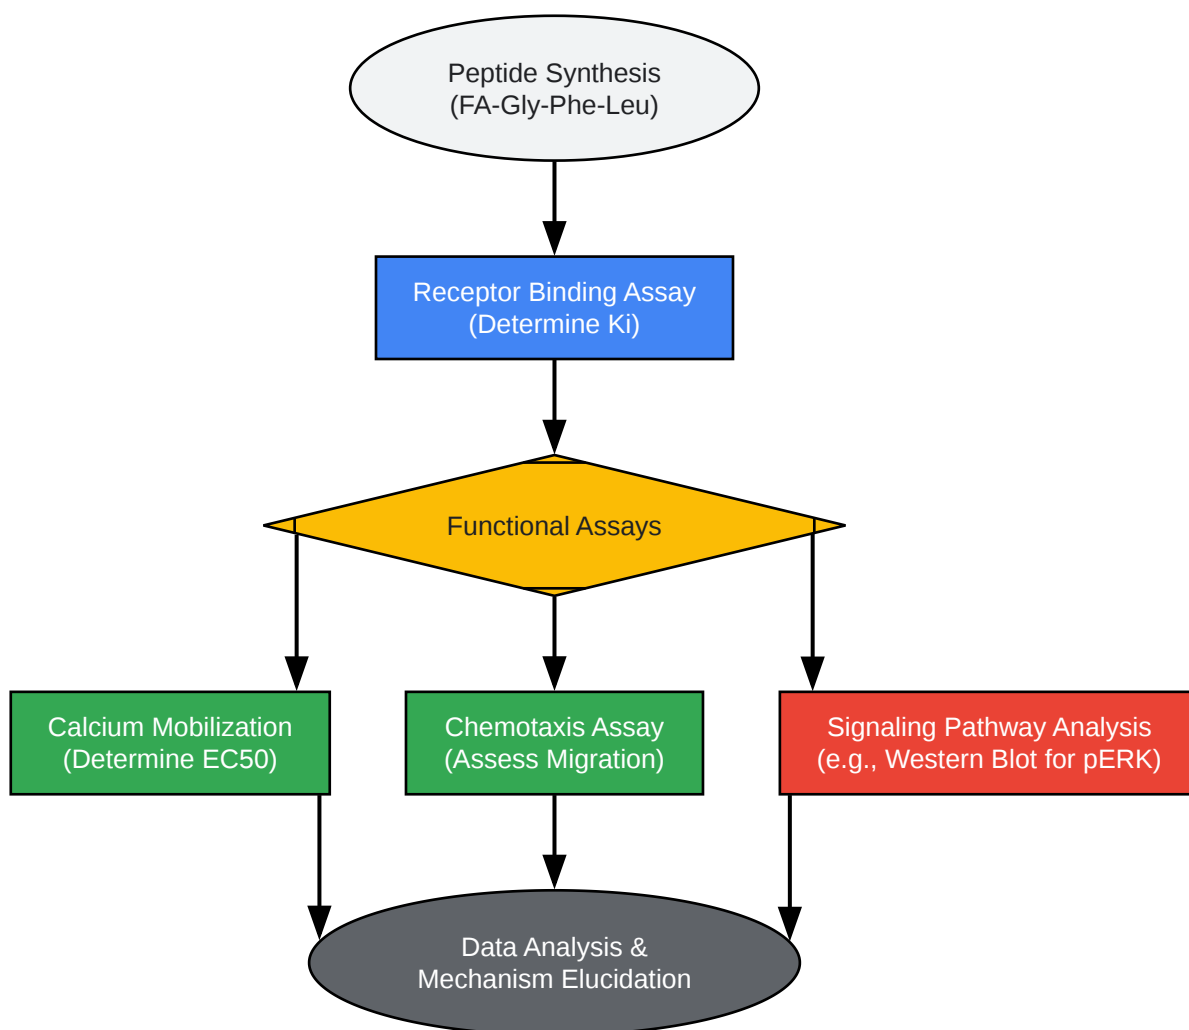 Peptide Synthesis
(FA-Gly-Phe-Leu)
Receptor Binding Assay
(Determine Ki)
Functional Assays
Calcium Mobilization
(Determine EC50)
Chemotaxis Assay
(Assess Migration)
Signaling Pathway Analysis
(e.g., Western Blot for pERK)
Data Analysis &
Mechanism Elucidation